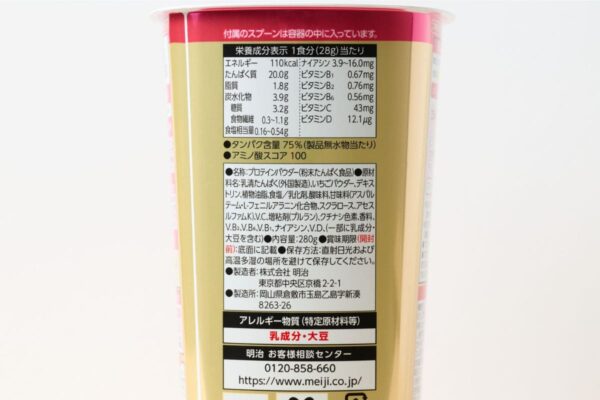 付属のスプーンは容器の中に入っています。
栄養成分表示 1食分(28g)当たり
エネルギー 110kcal
たんぱく質 20.0g
脂質 1.8g
炭水化物 3.9g
糖質 3.2g
食物繊維 0.3~1.1g
食塩相当量 0.16~0.54g
ナイアシン 3.9~16.0mg
ビタミンB₁ 0.67mg
ビタミンB₂ 0.76mg
ビタミンB₆ 0.56mg
ビタミンC 43mg
ビタミンD 12.1μg
●タンパク含量 75%(製品無水物当たり)
●アミノ酸スコア 100
●名称:プロテインパウダー(粉末たんぱく食品)●原材
料名:乳清たんぱく(外国製造)、いちごパウダー、デキス
トリン、植物油脂、食塩/乳化剤、酸味料、甘味料(アスパル
テーム・L-フェニルアラニン化合物、スクラロース、アセス
ルファムK)、V.C、増粘剤(プルラン)、クチナシ色素、香料、
V.B₂、V.B₆、V.B₁、ナイアシン、V.D、(一部に乳成分・
大豆を含む)●内容量:280g●賞味期限(開封
前):底面に記載●保存方法:直射日光および
高温多湿の場所を避けて保存してください。
●製造者:株式会社 明治
東京都中央区京橋2-2-1
●製造所:岡山県倉敷市玉島乙島字新湊
8263-26
アレルギー物質(特定原材料等)
乳成分・大豆
明治 お客様相談センター
0120-858-660
https://www.meiji.co.jp/